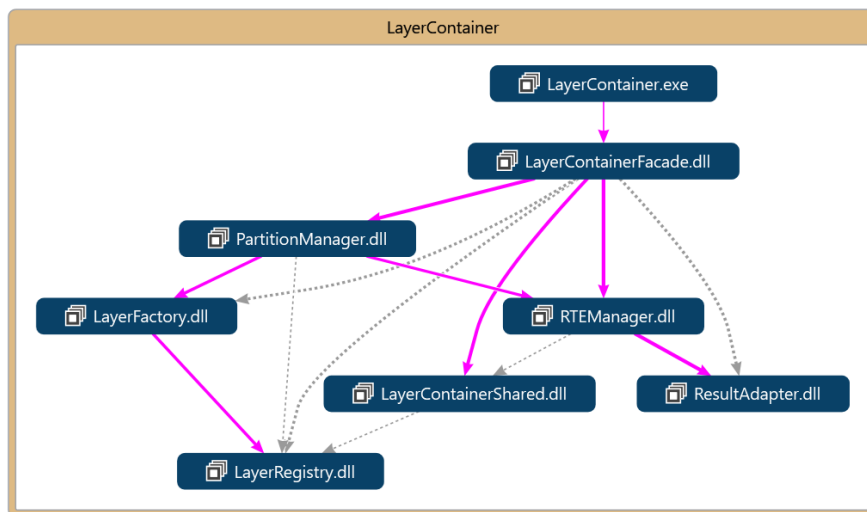 LayerContainer
LayerContainer.exe
LayerContainerFacade.dll
PartitionManager.dll
LayerFactory.dll
RTEManager.dll
LayerContainerShared.dll
ResultAdapter.dll
LayerRegistry.dll